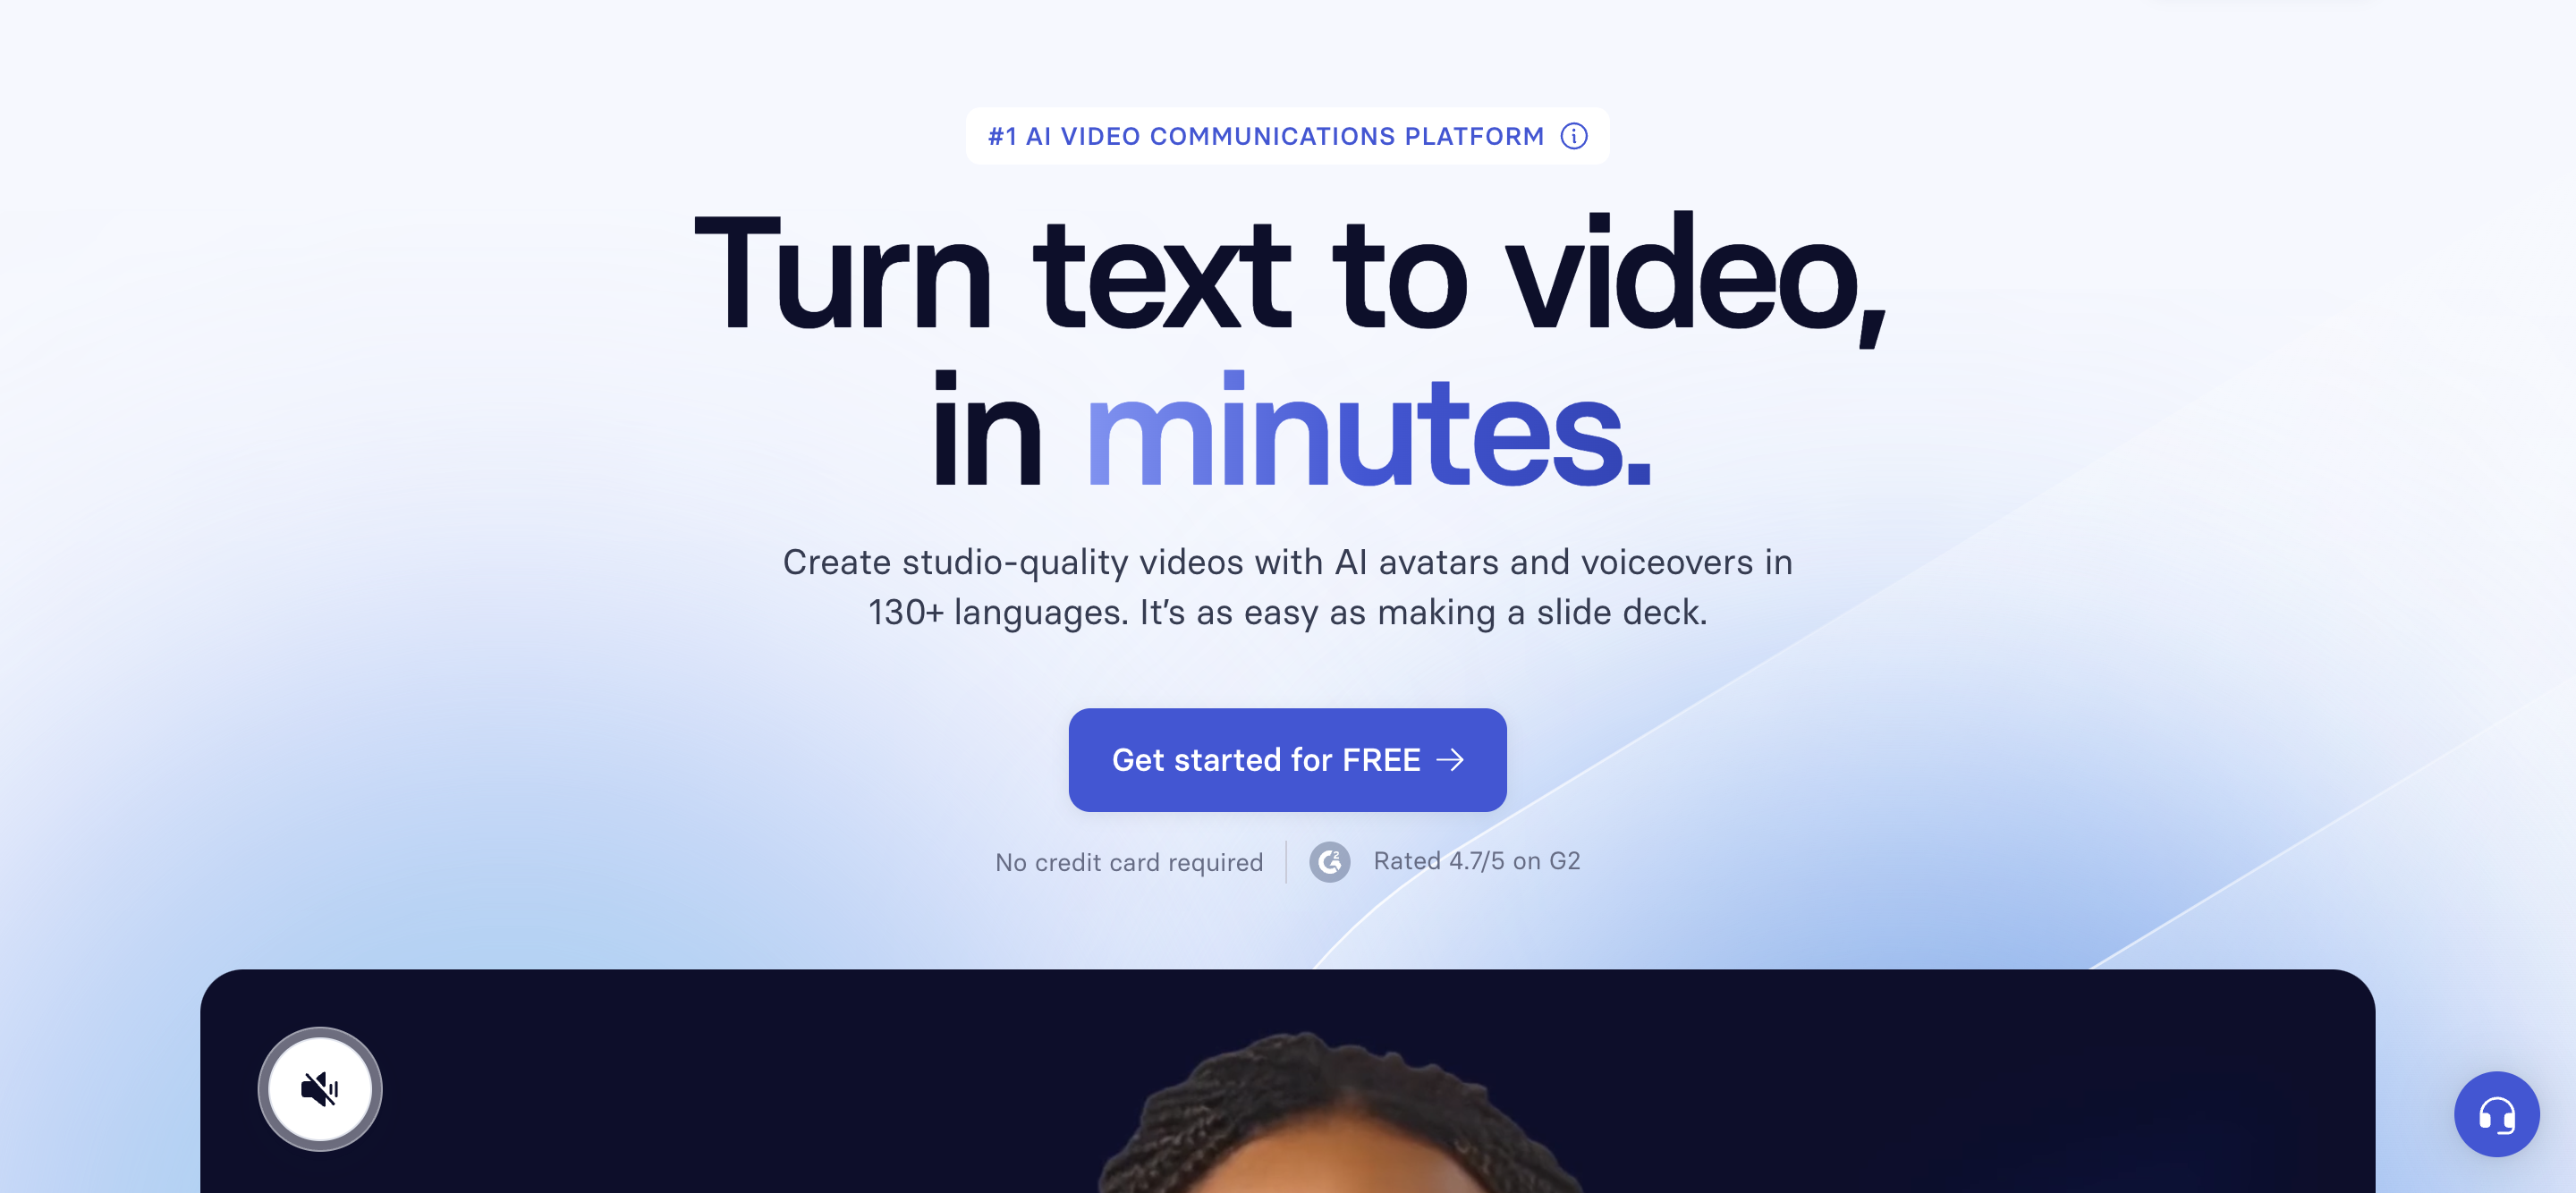 #1 AI VIDEO COMMUNICATIONS PLATFORM
Turn text to video,
in minutes.
Create studio-quality videos with AI avatars and voiceovers in
130+ languages. It’s as easy as making a slide deck.
Get started for FREE →
No credit card required
Rated 4.7/5 on G2